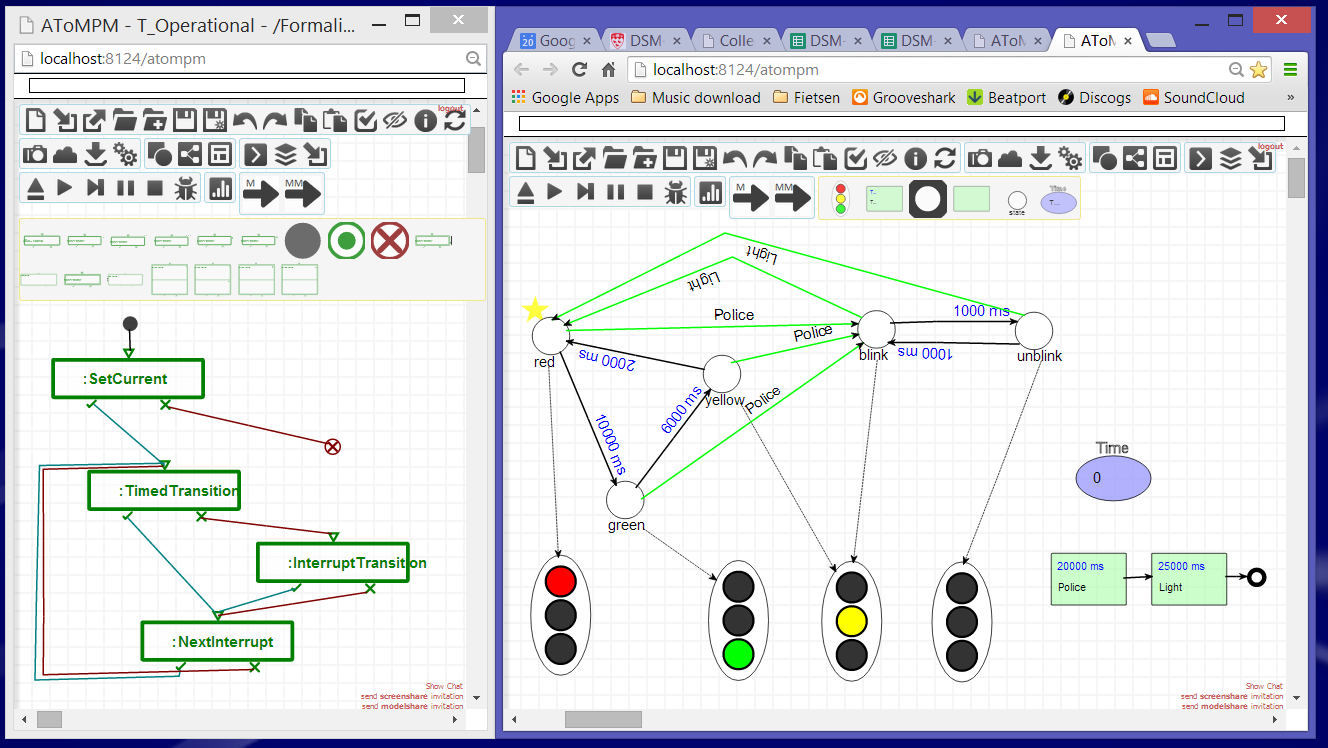 AToMPM - T_Operational - /Formali...
localhost:8124/atompm
logout
M
MM
:SetCurrent
:TimedTransition
:InterruptTransition
:NextInterrupt
Show Chat
send screenshare invitation
send modelshare invitation
20
Goog
DSM-
Colle
DSM-
DSM-
AToM
AToM
localhost:8124/atompm
Google Apps
Music download
Fietsen
Grooveshark
Beatport
Discogs
SoundCloud
»
logout
M
MM
T...
T...
state
Time
T...
Light
Light
Police
1000 ms
Police
red
2000 ms
blink
1000 ms
unblink
yellow
Police
6000 ms
10000 ms
green
Time
0
20000 ms
Police
25000 ms
Light
Show Chat
send screenshare invitation
send modelshare invitation